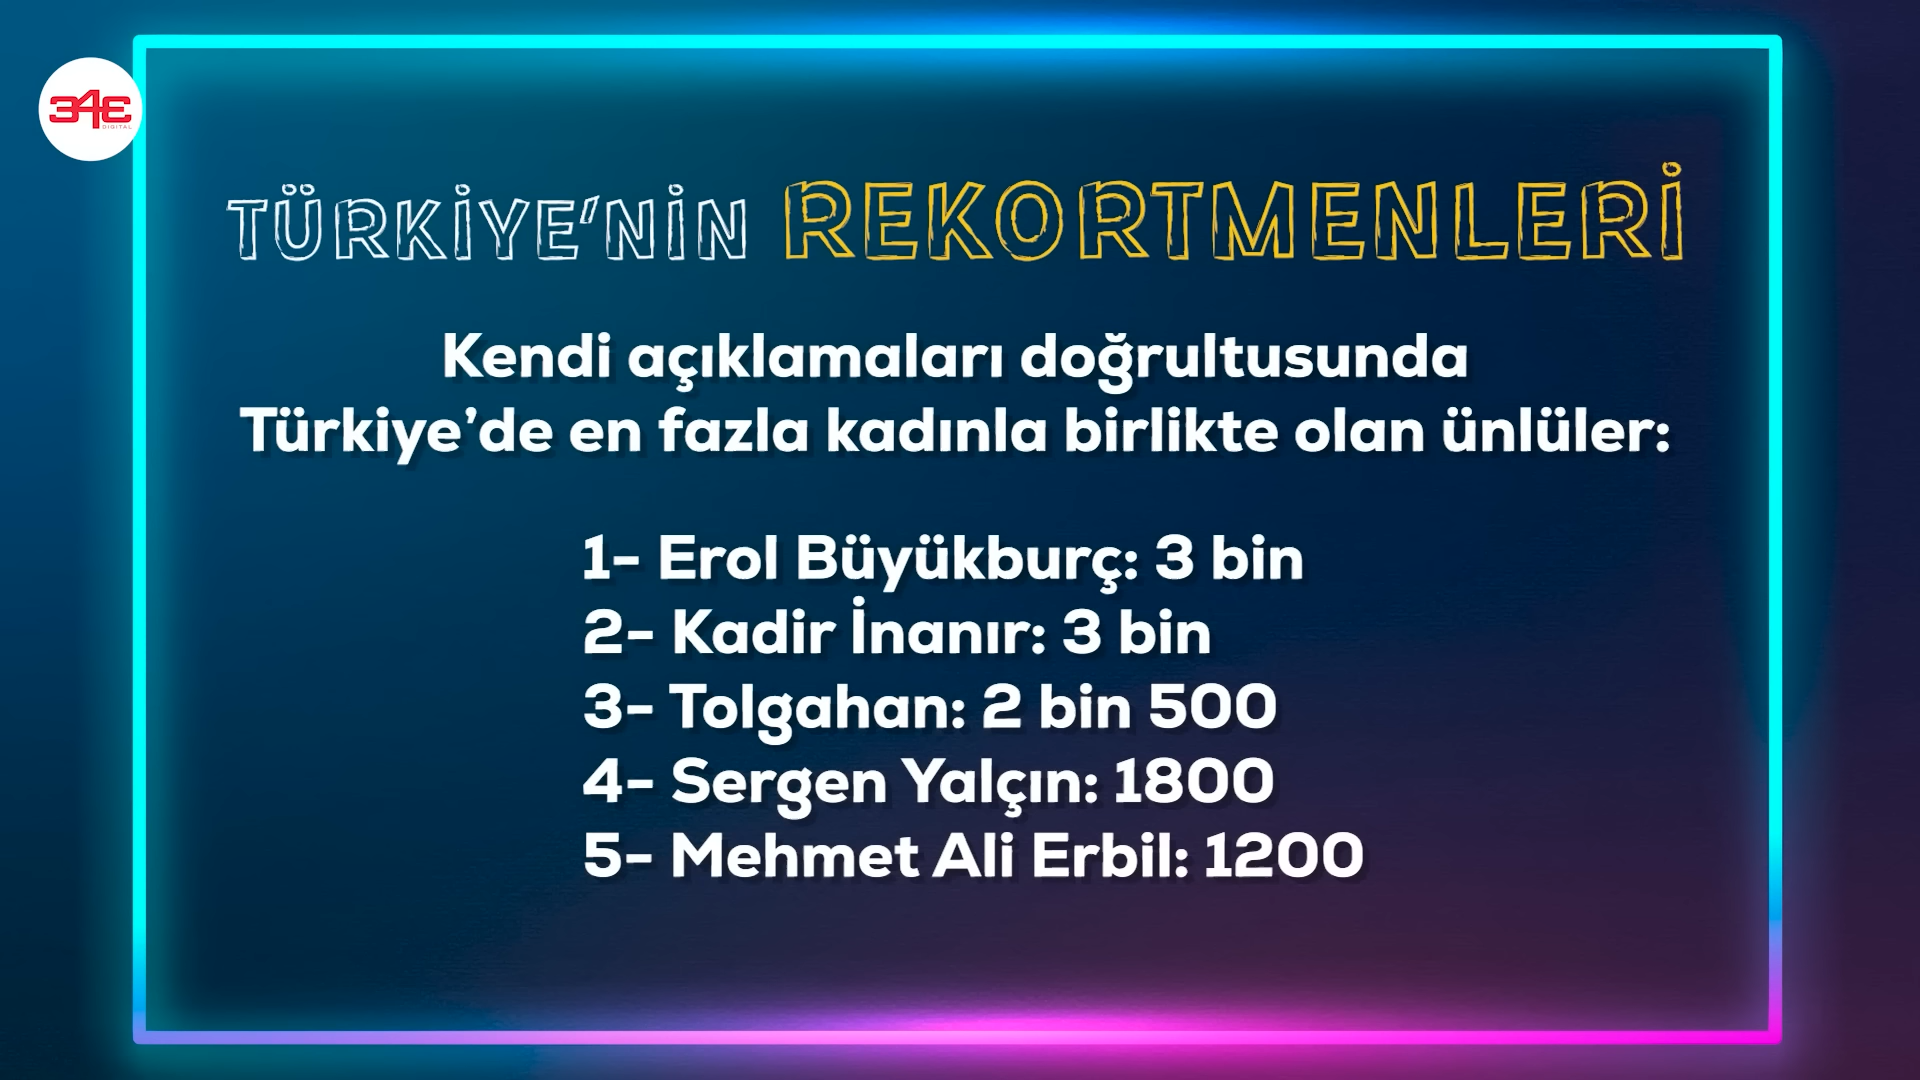 34E
DIGITAL
TÜRKİYE'NİN REKORTMENLERİ
Kendi açıklamaları doğrultusunda
Türkiye'de en fazla kadınla birlikte olan ünlüler:
1- Erol Büyükburç: 3 bin
2- Kadir İnanır: 3 bin
3- Tolgahan: 2 bin 500
4- Sergen Yalçın: 1800
5- Mehmet Ali Erbil: 1200